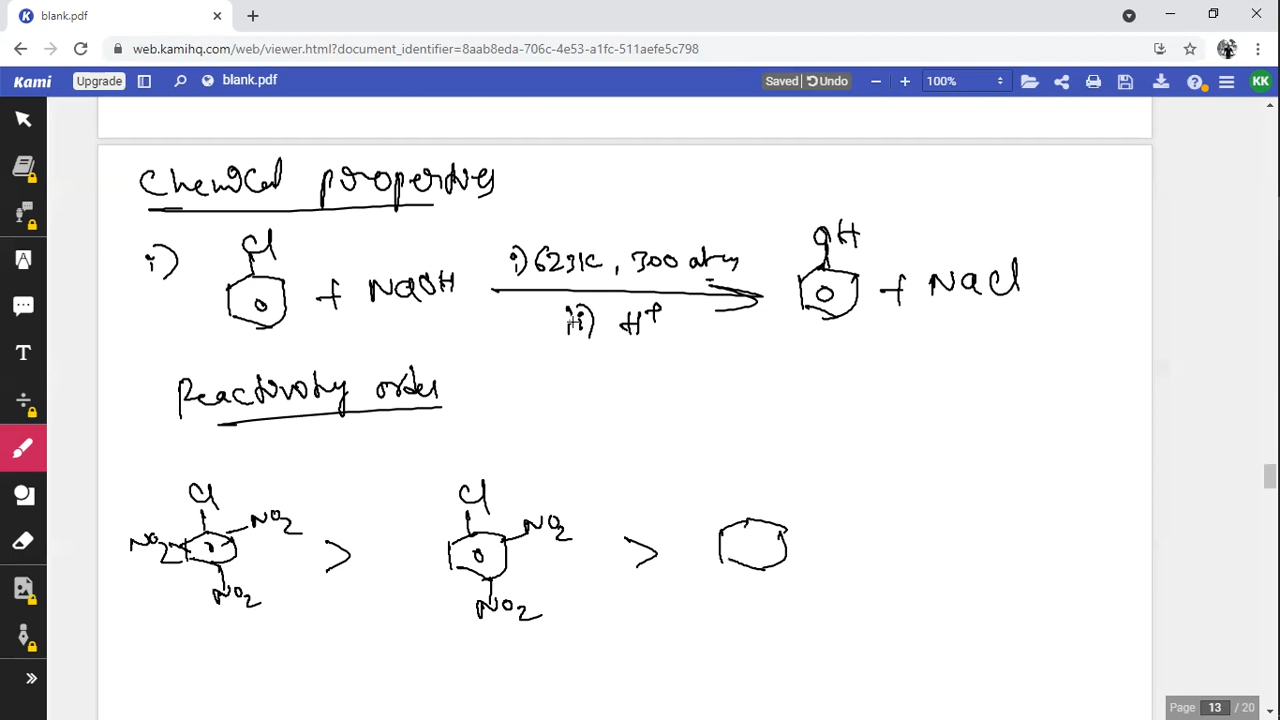 blank.pdf
web.kamihq.com/web/viewer.html?document_identifier=8aab8eda-706c-4e53-a1fc-511aefe5c798
Kami Upgrade blank.pdf Saved Undo 100% KK
Chemical properties
i) Cl + NaOH i) 623K, 300 atm ii) H+ OH + NaCl
Reactivity order
Cl NO2 NO2 NO2 > Cl NO2 NO2 >
Page 13 / 20